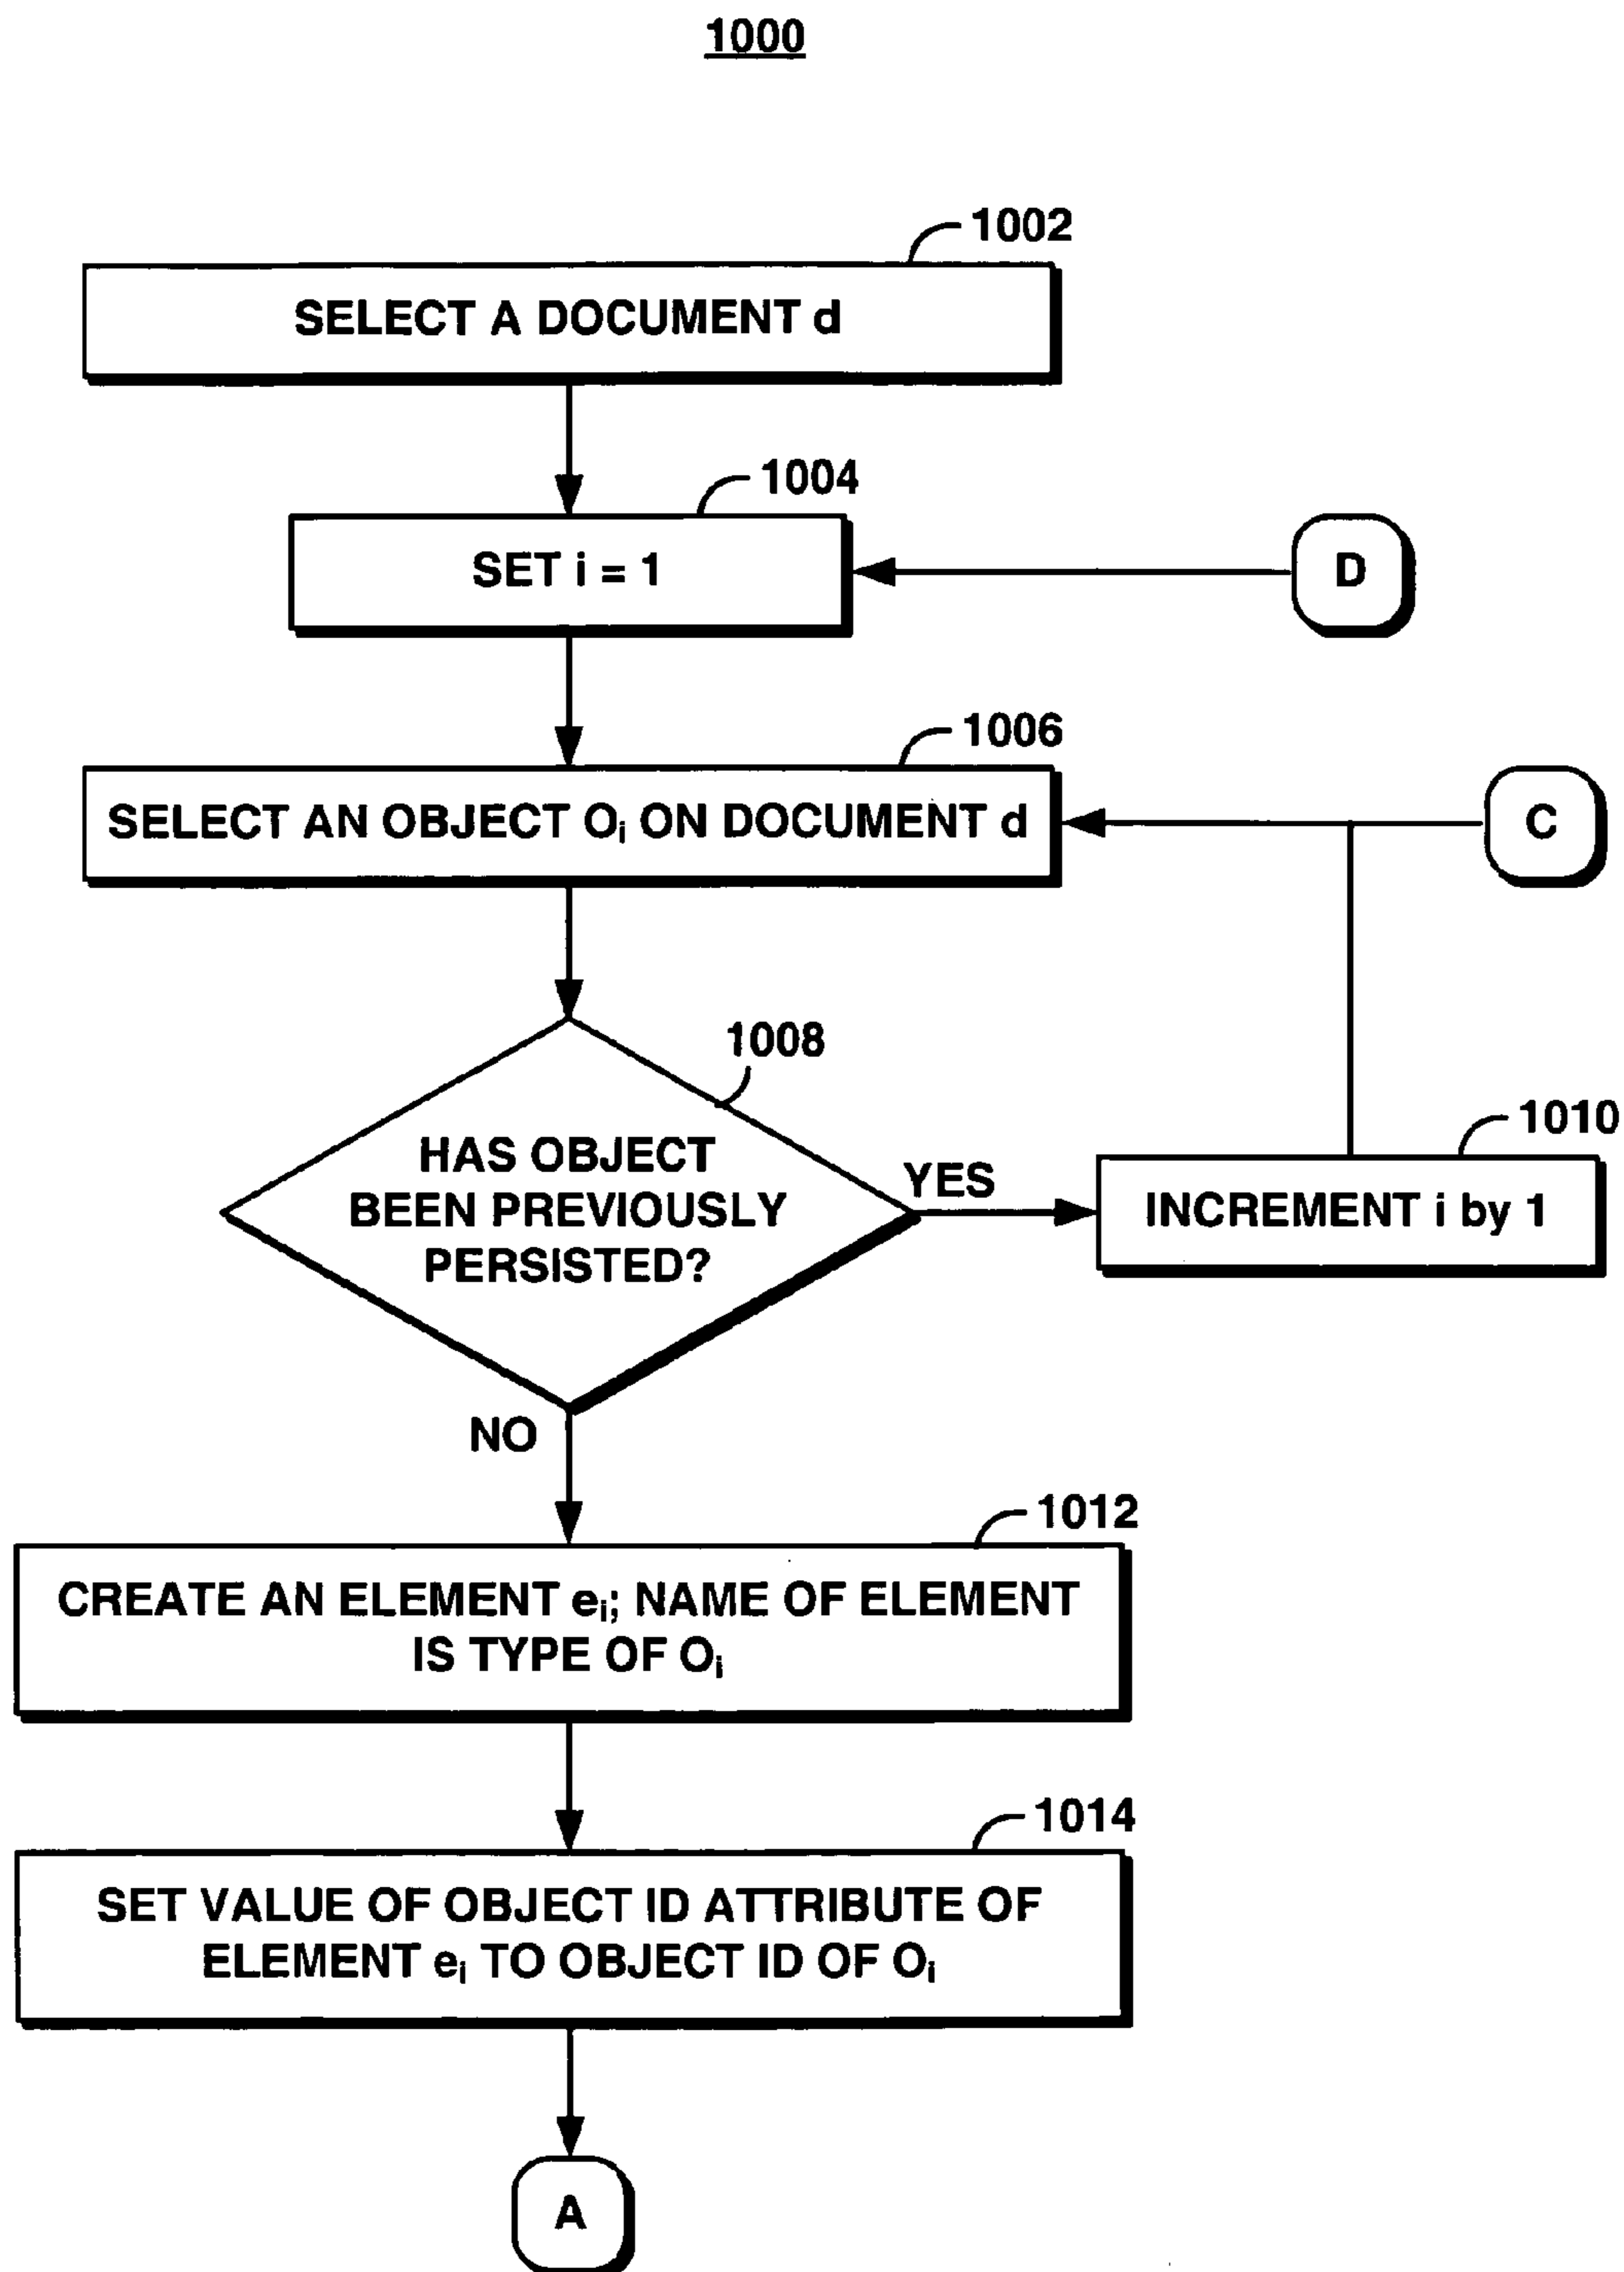 1000
1002
SELECT A DOCUMENT d
1004
SET i = 1
D
1006
SELECT AN OBJECT Oᵢ ON DOCUMENT d
C
1008
HAS OBJECT
BEEN PREVIOUSLY
PERSISTED?
YES
1010
INCREMENT i by 1
NO
1012
CREATE AN ELEMENT eᵢ; NAME OF ELEMENT
IS TYPE OF Oᵢ
1014
SET VALUE OF OBJECT ID ATTRIBUTE OF
ELEMENT eᵢ TO OBJECT ID OF Oᵢ
A